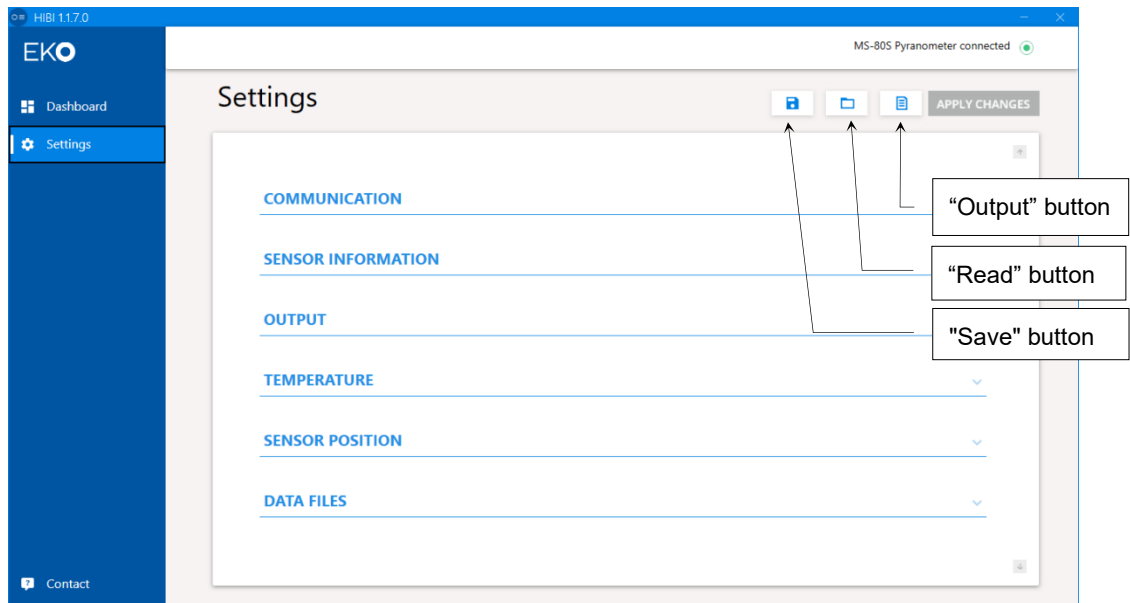 HIBI 1.1.7.0
EKO
MS-80S Pyranometer connected
Dashboard
Settings
Settings
APPLY CHANGES
COMMUNICATION
“Output” button
SENSOR INFORMATION
“Read” button
OUTPUT
"Save" button
TEMPERATURE
SENSOR POSITION
DATA FILES
Contact